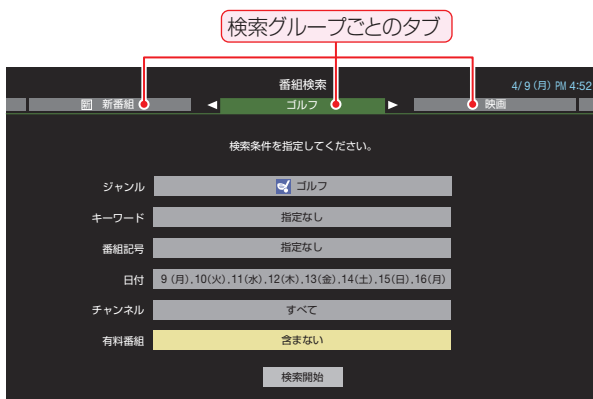 検索グループごとのタブ
番組検索 4/ 9 (月) PM 4:52
新番組 ◀ ゴルフ ▶ 映画
検索条件を指定してください。
ジャンル ゴルフ
キーワード 指定なし
番組記号 指定なし
日付 9 (月),10(火),11(水),12(木),13(金),14(土),15(日),16(月)
チャンネル すべて
有料番組 含まない
検索開始